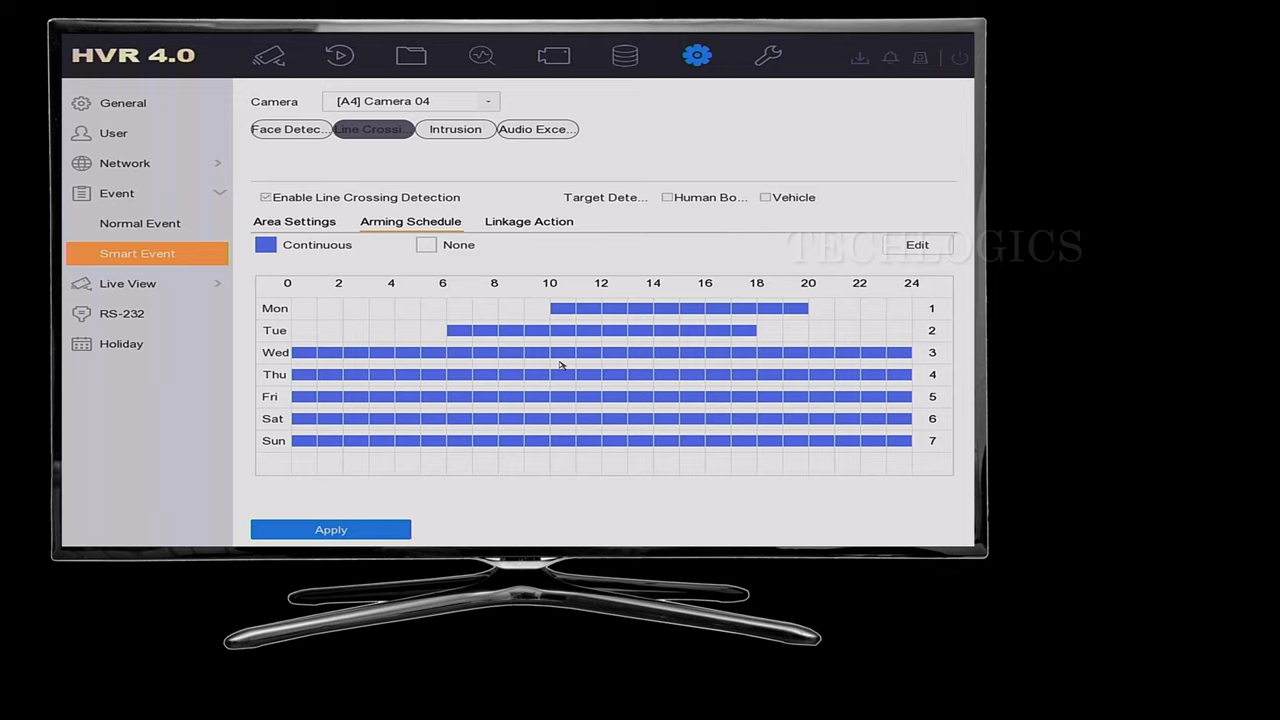 HVR 4.0
General
User
Network
Event
Normal Event
Smart Event
Live View
RS-232
Holiday
Camera [A4] Camera 04
Face Detec... Line Crossi... Intrusion Audio Exce...
Enable Line Crossing Detection Target Dete... Human Bo... Vehicle
Area Settings Arming Schedule Linkage Action
Continuous None Edit
TECHLOGICS
0 2 4 6 8 10 12 14 16 18 20 22 24
Mon 1
Tue 2
Wed 3
Thu 4
Fri 5
Sat 6
Sun 7
Apply